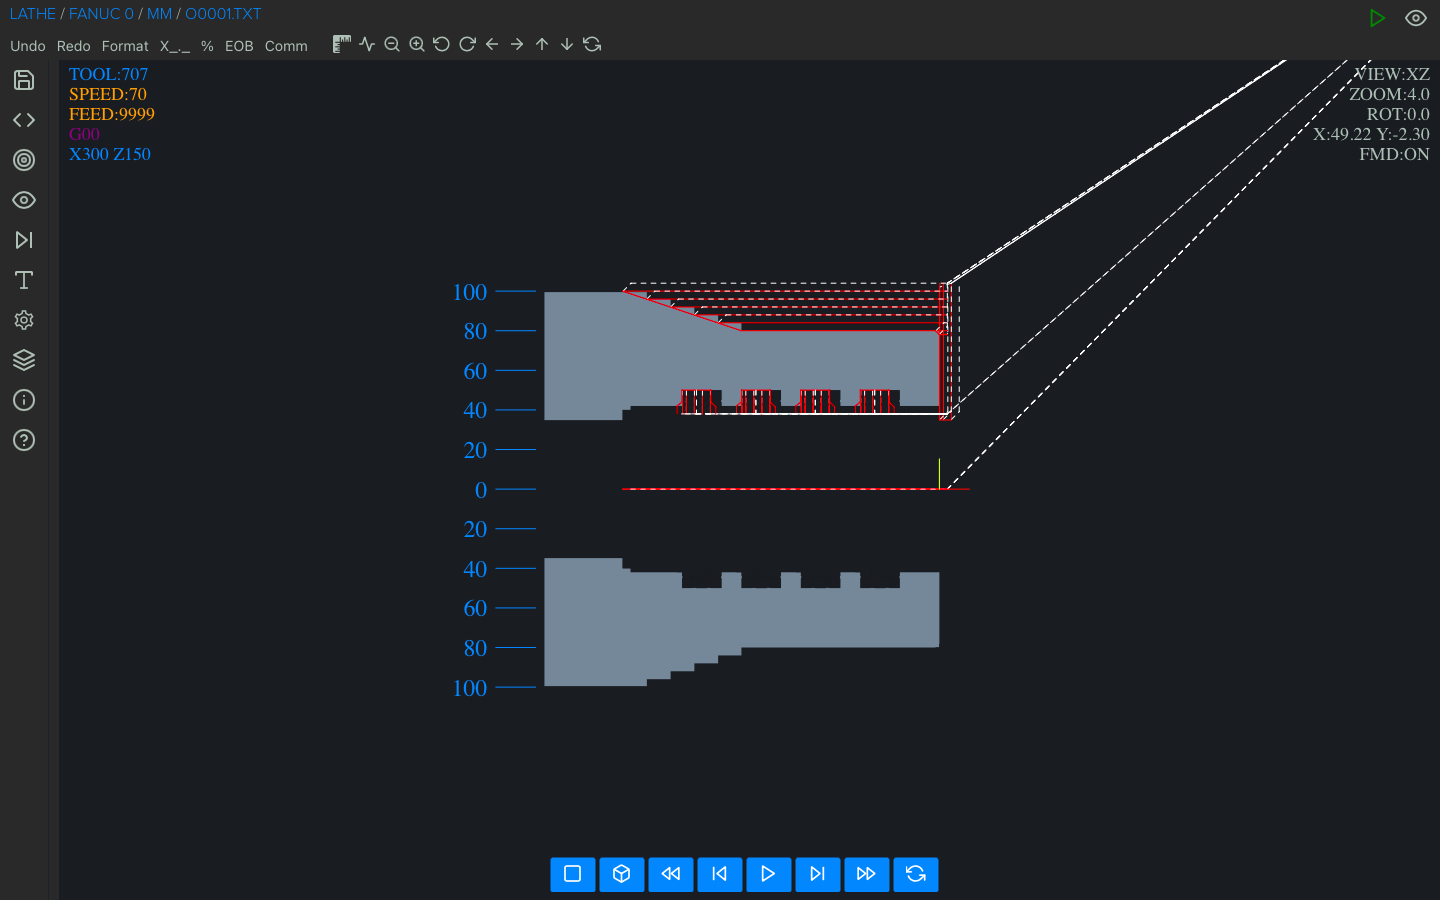 LATHE / FANUC 0 / MM / O0001.TXT
Undo Redo Format X_._ % EOB Comm
TOOL:707
SPEED:70
FEED:9999
G00
X300 Z150
VIEW:XZ
ZOOM:4.0
ROT:0.0
X:49.22 Y:-2.30
FMD:ON
100
80
60
40
20
0
20
40
60
80
100